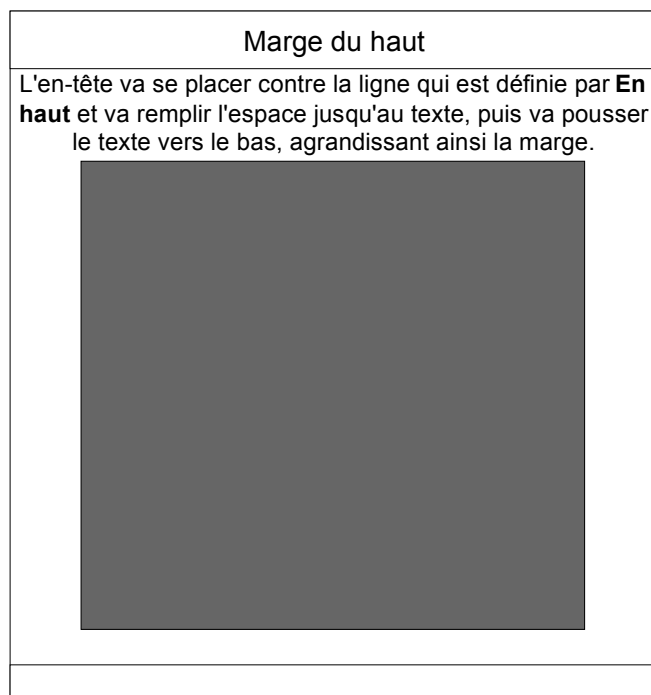 Marge du haut
L'en-tête va se placer contre la ligne qui est définie par En
haut et va remplir l'espace jusqu'au texte, puis va pousser
le texte vers le bas, agrandissant ainsi la marge.